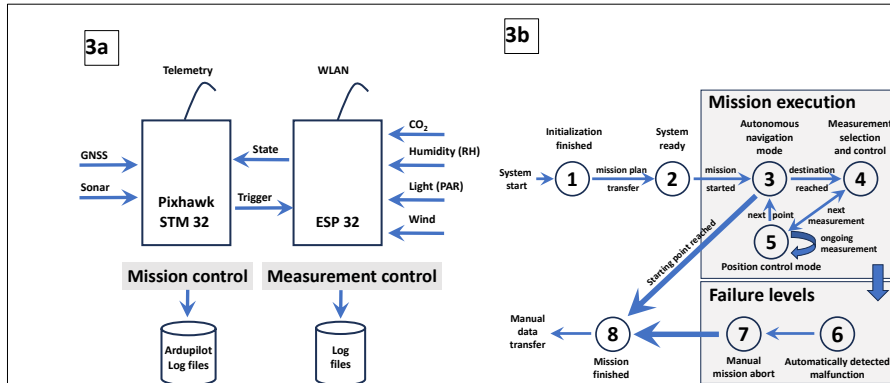 3a
Telemetry
WLAN
GNSS
Sonar
State
Trigger
Pixhawk
STM 32
ESP 32
CO2
Humidity (RH)
Light (PAR)
Wind
Mission control
Measurement control
Ardupilot
Log files
Log
files
3b
Mission execution
Initialization
finished
System
ready
Autonomous
navigation
mode
Measurement
selection
and control
System
start
1
mission plan
transfer
2
mission
started
3
destination
reached
4
next point
next
measurement
5
ongoing
measurement
Position control mode
Starting point reached
Failure levels
Manual
data
transfer
8
Mission
finished
7
Manual
mission abort
6
Automatically detected
malfunction